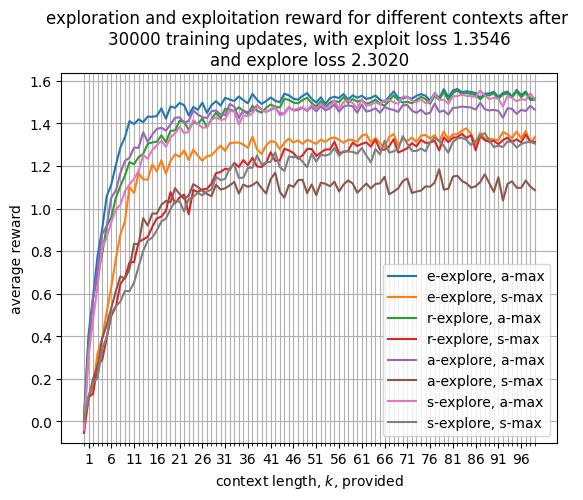 exploration and exploitation reward for different contexts after
30000 training updates, with exploit loss 1.3546
and explore loss 2.3020
average reward
1.6
1.4
1.2
1.0
0.8
0.6
0.4
0.2
0.0
e-explore, a-max
e-explore, s-max
r-explore, a-max
r-explore, s-max
a-explore, a-max
a-explore, s-max
s-explore, a-max
s-explore, s-max
1 6 11 16 21 26 31 36 41 46 51 56 61 66 71 76 81 86 91 96
context length, k, provided